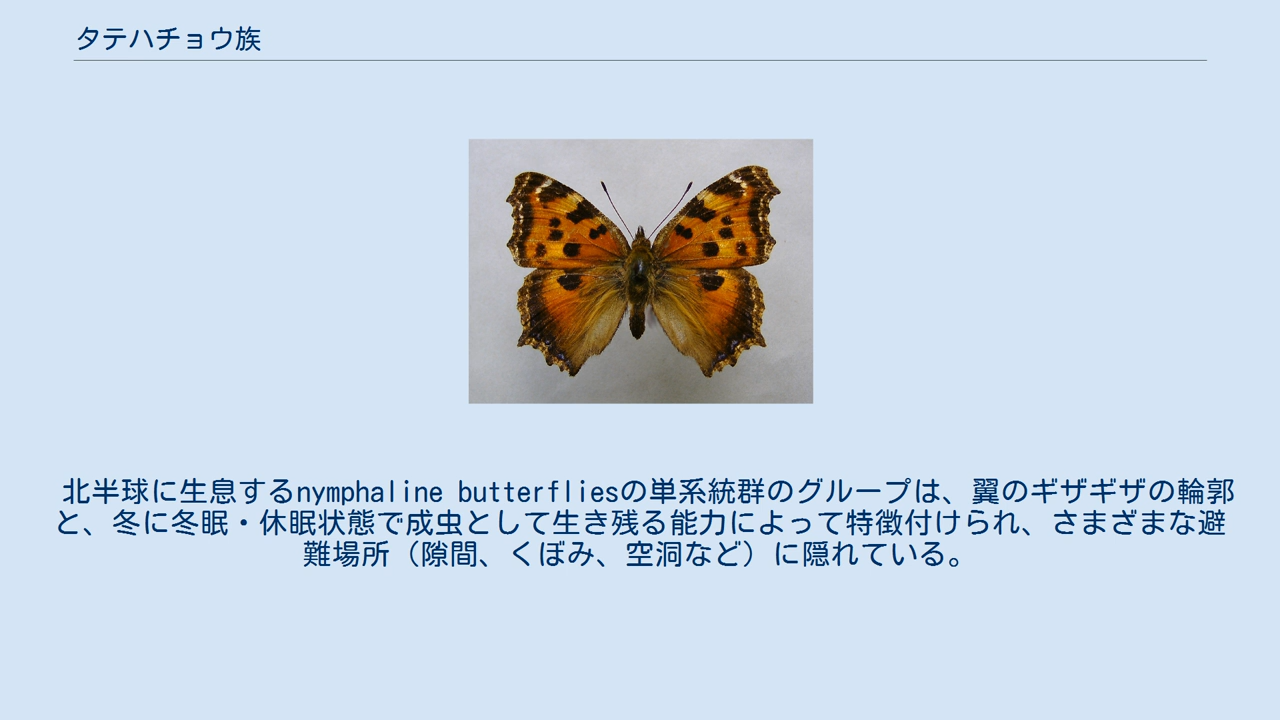 タテハチョウ族
北半球に生息するnymphaline butterfliesの単系統群のグループは、翼のギザギザの輪郭
と、冬に冬眠・休眠状態で成虫として生き残る能力によって特徴付けられ、さまざまな避
難場所（隙間、くぼみ、空洞など）に隠れている。